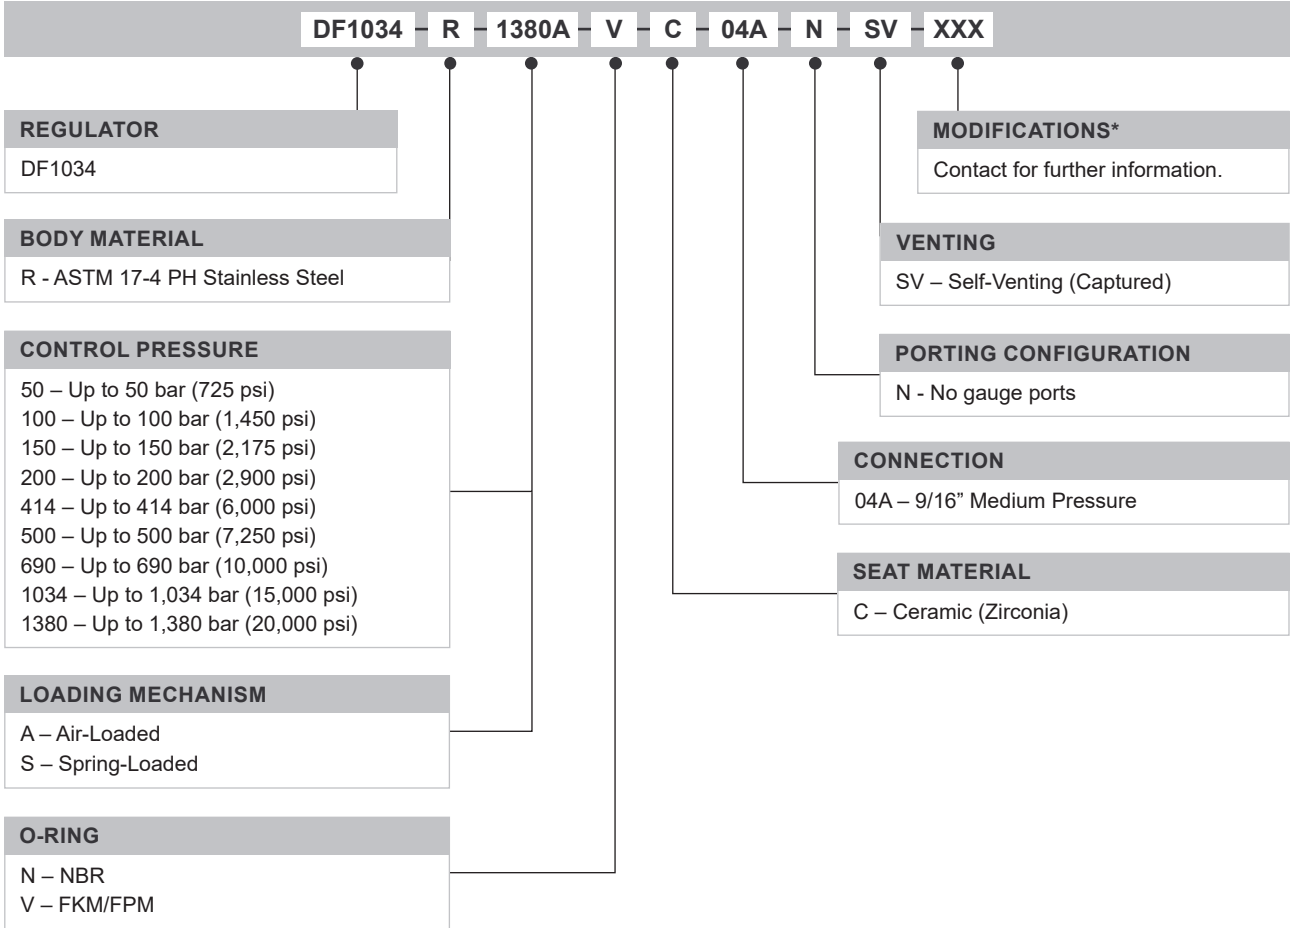 DF1034 R 1380A V C 04A N SV XXX
REGULATOR
DF1034
BODY MATERIAL
R - ASTM 17-4 PH Stainless Steel
CONTROL PRESSURE
50 – Up to 50 bar (725 psi)
100 – Up to 100 bar (1,450 psi)
150 – Up to 150 bar (2,175 psi)
200 – Up to 200 bar (2,900 psi)
414 – Up to 414 bar (6,000 psi)
500 – Up to 500 bar (7,250 psi)
690 – Up to 690 bar (10,000 psi)
1034 – Up to 1,034 bar (15,000 psi)
1380 – Up to 1,380 bar (20,000 psi)
LOADING MECHANISM
A – Air-Loaded
S – Spring-Loaded
O-RING
N – NBR
V – FKM/FPM
MODIFICATIONS*
Contact for further information.
VENTING
SV – Self-Venting (Captured)
PORTING CONFIGURATION
N - No gauge ports
CONNECTION
04A – 9/16” Medium Pressure
SEAT MATERIAL
C – Ceramic (Zirconia)